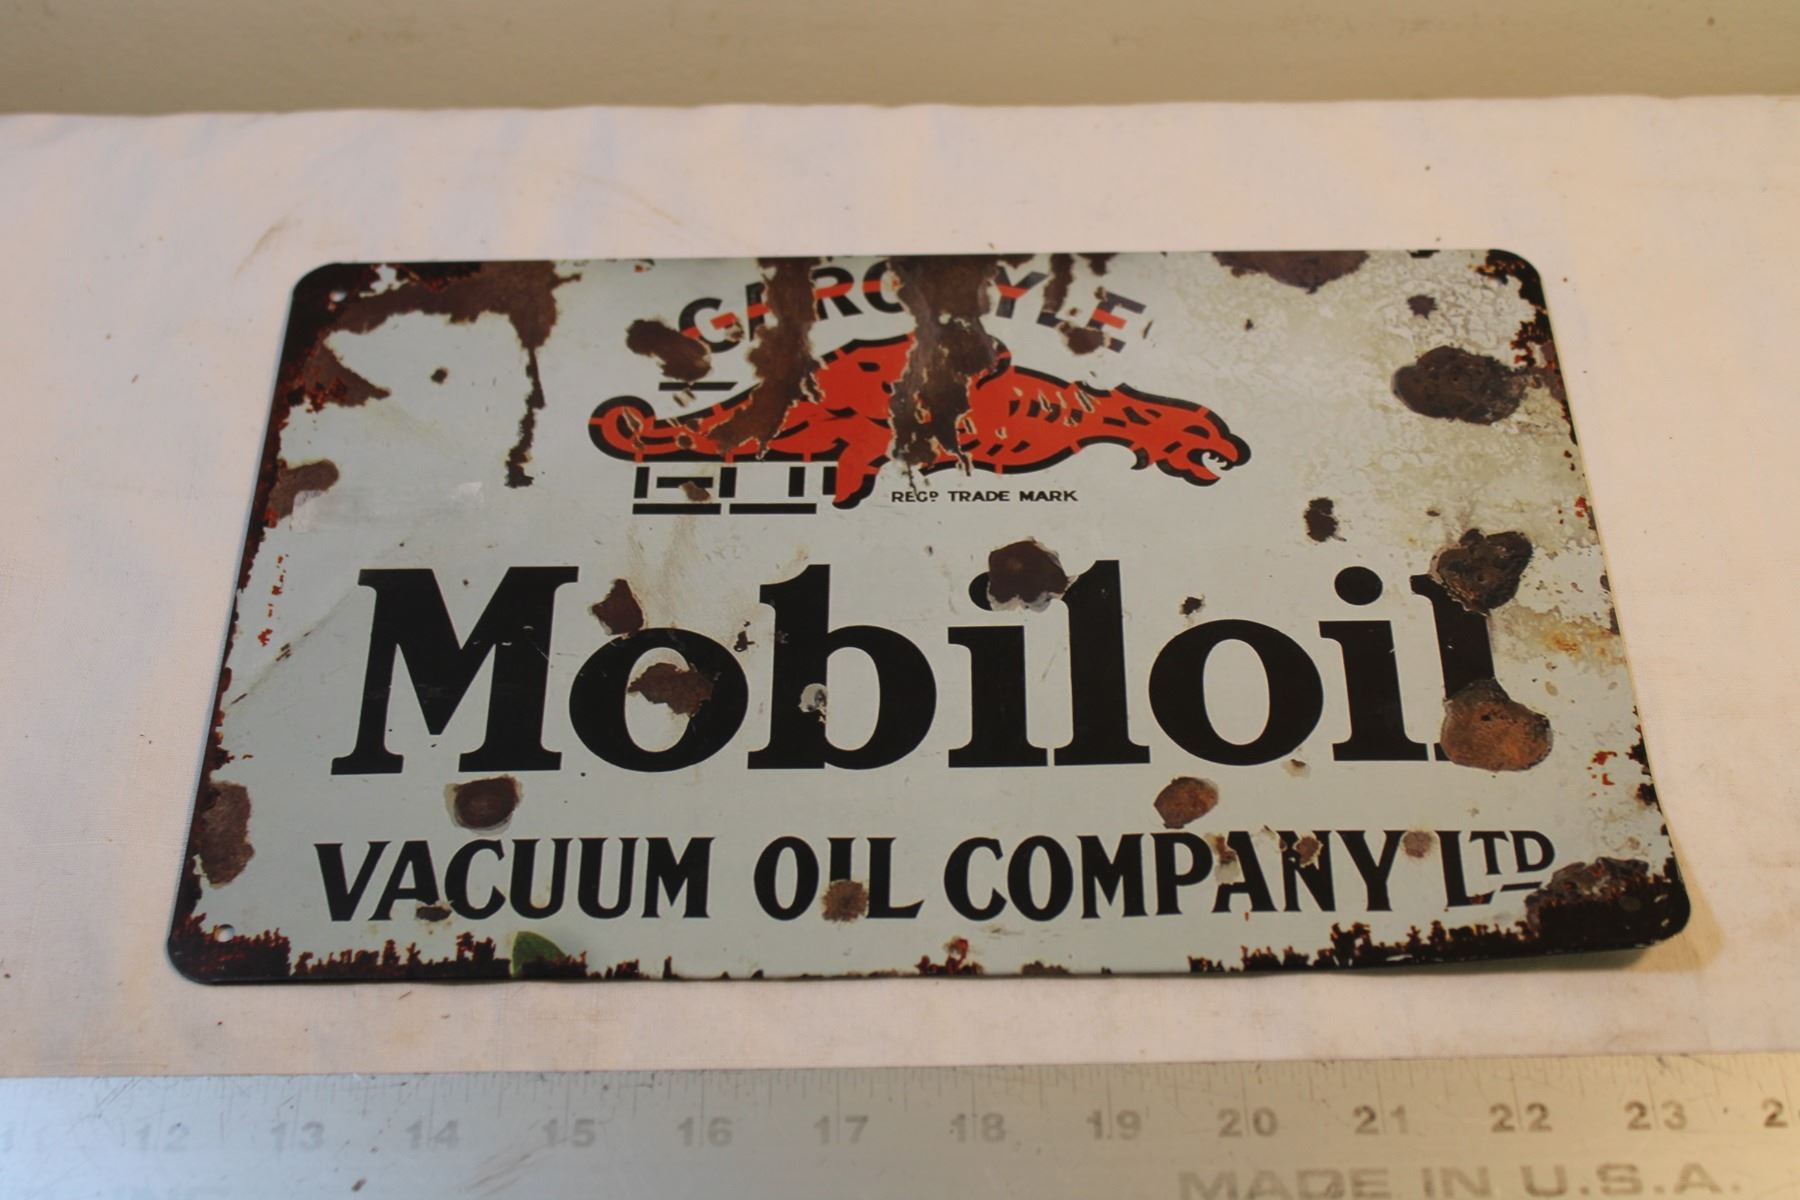 GARGOYLE
REGD TRADE MARK
Mobiloil
VACUUM OIL COMPANY LTD
11 12 13 14 15 16 17 18 19 20 21 22 23
MADE IN U.S.A.